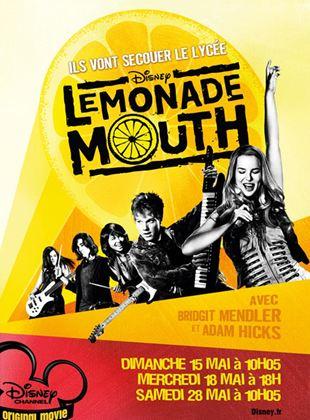 ILS VONT SECOUER LE LYCÉE
Disney
LEMONADE
MOUTH
AVEC
BRIDGIT MENDLER
ET ADAM HICKS
DIMANCHE 15 MAI à 10H05
MERCREDI 18 MAI à 18H
SAMEDI 28 MAI à 10H05
Disney
CHANNEL
original movie
Disney.fr